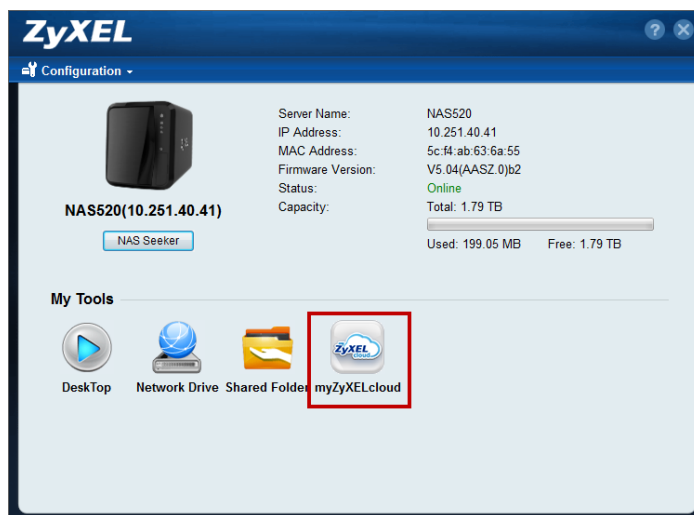 ZyXEL
? X
Configuration
Server Name: NAS520
IP Address: 10.251.40.41
MAC Address: 5c:f4:ab:63:6a:55
Firmware Version: V5.04(AASZ.0)b2
Status: Online
Capacity: Total: 1.79 TB
Used: 199.05 MB Free: 1.79 TB
NAS520(10.251.40.41)
NAS Seeker
My Tools
ZyXEL
cloud
DeskTop Network Drive Shared Folder myZyXELcloud